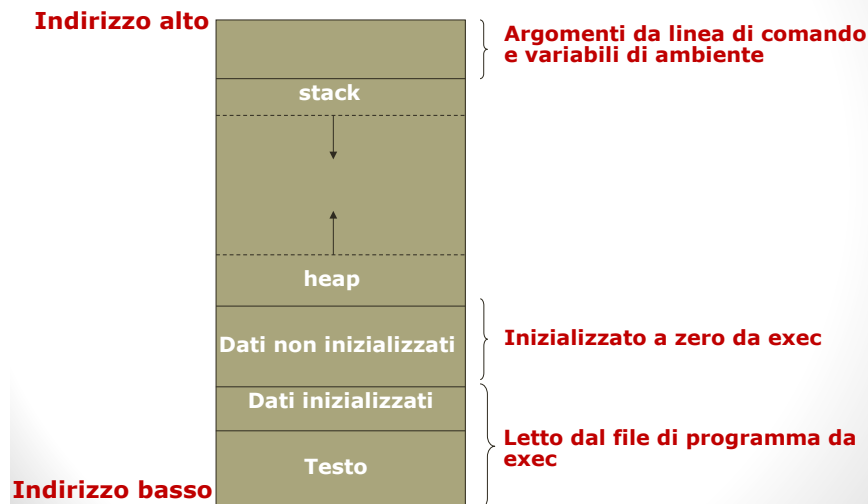 Indirizzo alto
Argomenti da linea di comando
e variabili di ambiente
stack
heap
Dati non inizializzati
Inizializzato a zero da exec
Dati inizializzati
Letto dal file di programma da
exec
Testo
Indirizzo basso